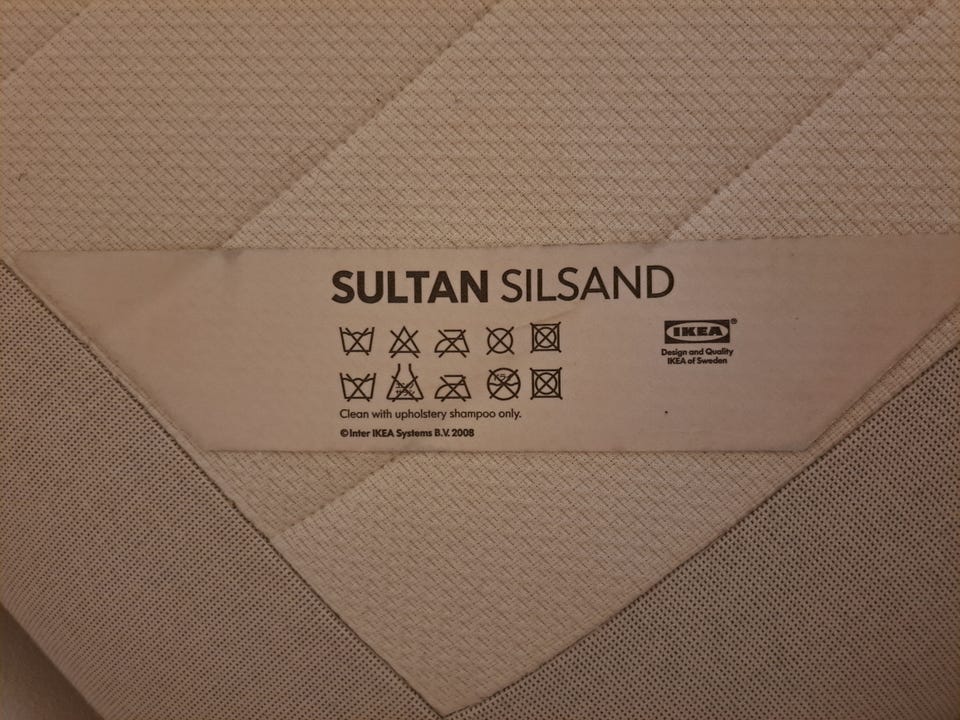 SULTAN SILSAND
IKEA®
Design and Quality
IKEA of Sweden
Clean with upholstery shampoo only.
©Inter IKEA Systems B.V. 2008